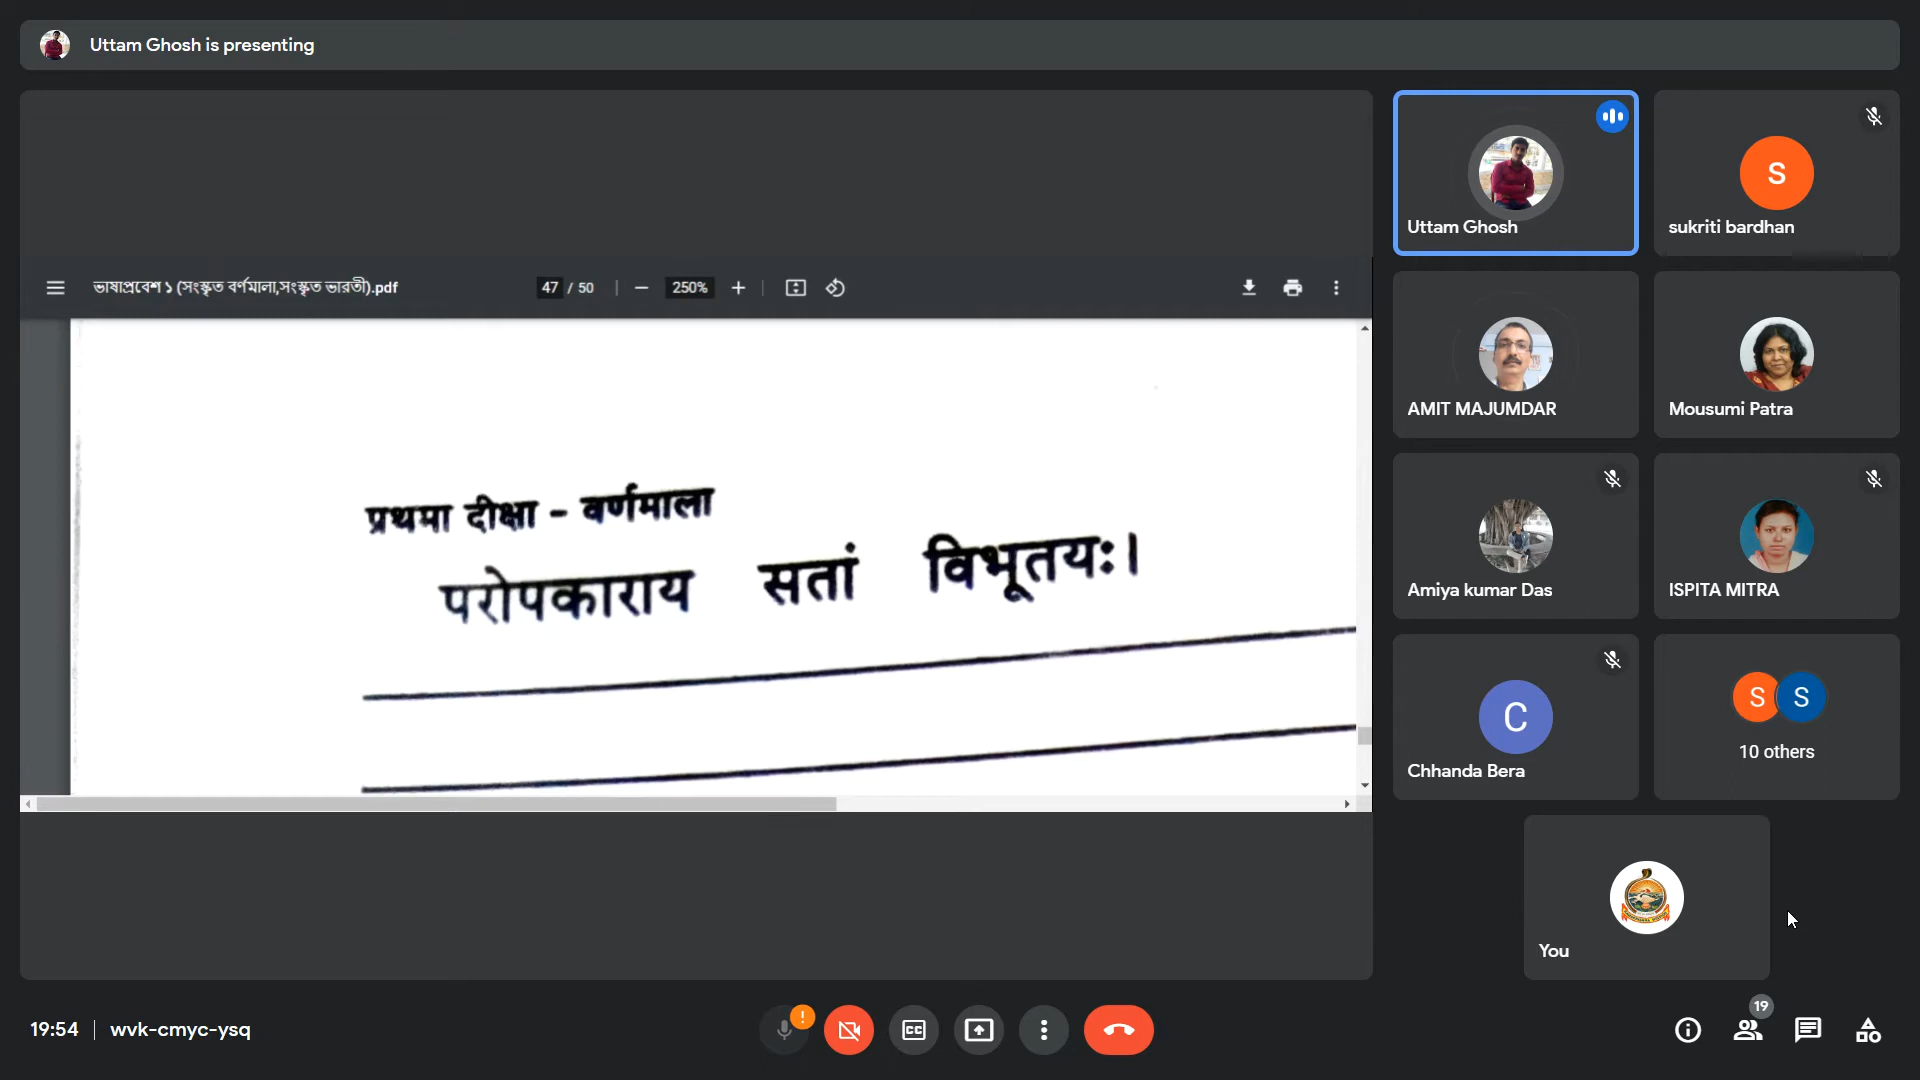 Uttam Ghosh is presenting
ভাষাপ্রবেশ ১ (সংস্কৃত বর্ণমালা,সংস্কৃত ভারতী).pdf
47 / 50
250%
प्रथमा दीक्षा - वर्णमाला
परोपकाराय सतां विभूतयः।
Uttam Ghosh
S
sukriti bardhan
AMIT MAJUMDAR
Mousumi Patra
Amiya kumar Das
ISPITA MITRA
C
Chhanda Bera
S S
10 others
You
19:54 | wvk-cmyc-ysq
!
CC
19